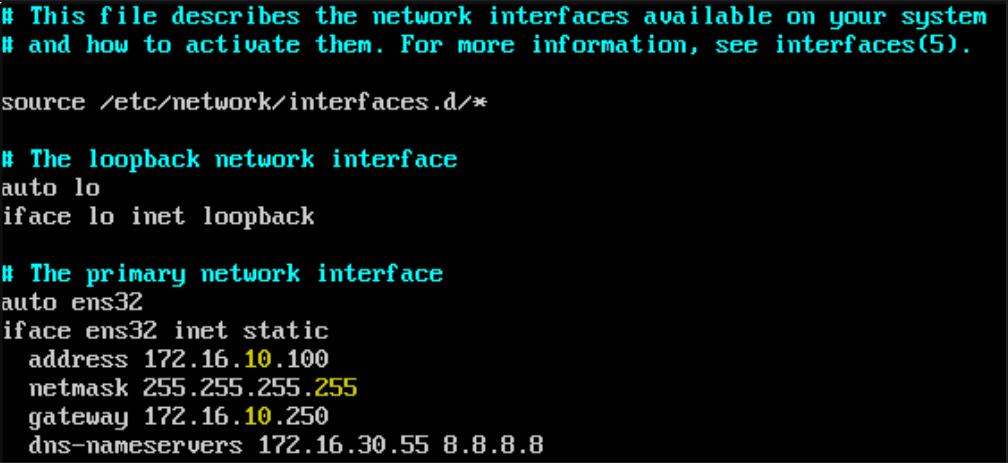 # This file describes the network interfaces available on your system
# and how to activate them. For more information, see interfaces(5).
source /etc/network/interfaces.d/*
# The loopback network interface
auto lo
iface lo inet loopback
# The primary network interface
auto ens32
iface ens32 inet static
address 172.16.10.100
netmask 255.255.255.255
gateway 172.16.10.250
dns-nameservers 172.16.30.55 8.8.8.8